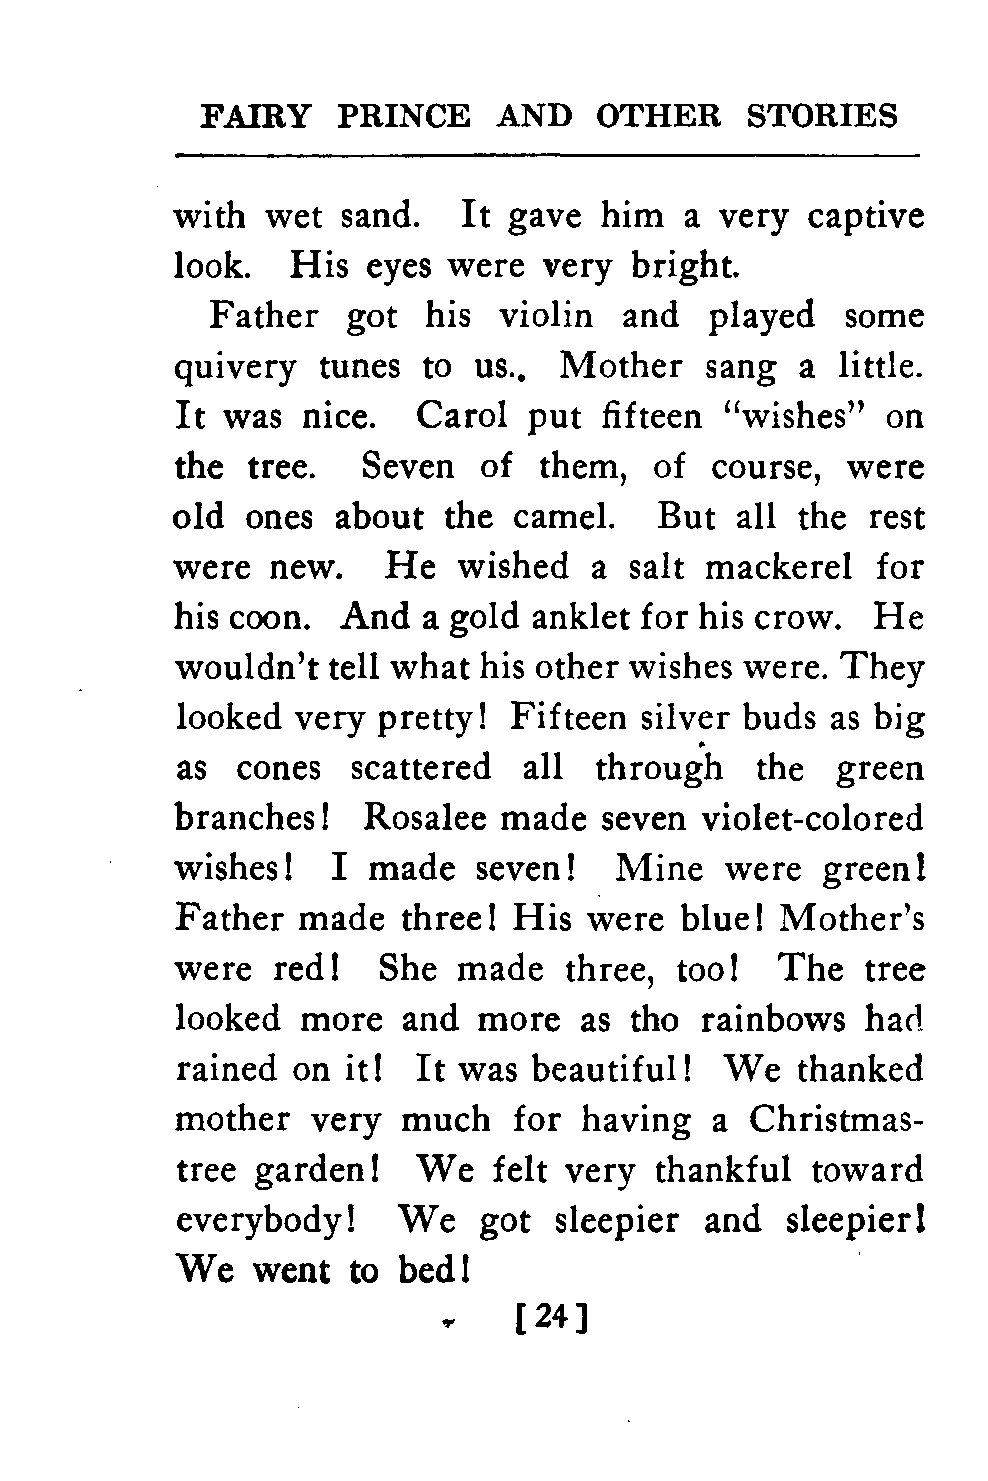 FAIRY PRINCE AND OTHER STORIES
with wet sand. It gave him a very captive
look. His eyes were very bright.
Father got his violin and played some
quivery tunes to us.. Mother sang a little.
It was nice. Carol put fifteen “wishes” on
the tree. Seven of them, of course, were
old ones about the camel. But all the rest
were new. He wished a salt mackerel for
his coon. And a gold anklet for his crow. He
wouldn’t tell what his other wishes were. They
looked very pretty! Fifteen silver buds as big
as cones scattered all through the green
branches! Rosalee made seven violet-colored
wishes! I made seven! Mine were green!
Father made three! His were blue! Mother’s
were red! She made three, too! The tree
looked more and more as tho rainbows had
rained on it! It was beautiful! We thanked
mother very much for having a Christmas-
tree garden! We felt very thankful toward
everybody! We got sleepier and sleepier!
We went to bed!
[24]